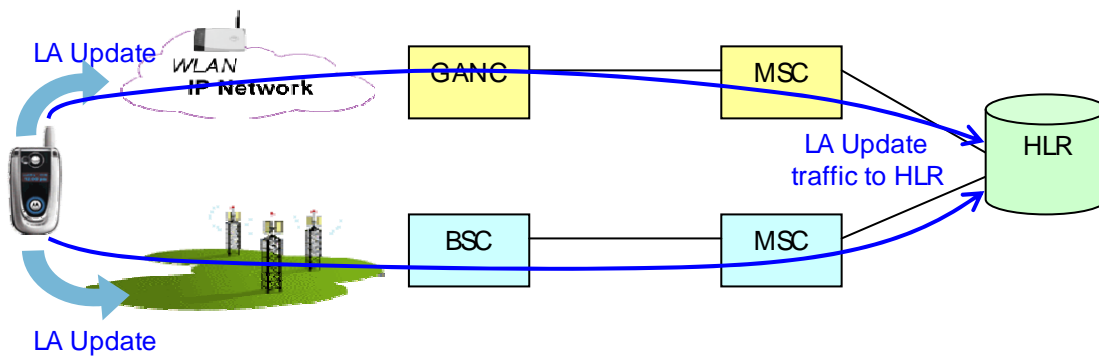 LA Update
WLAN
IP Network
GANC
MSC
LA Update
traffic to HLR
HLR
BSC
MSC
LA Update